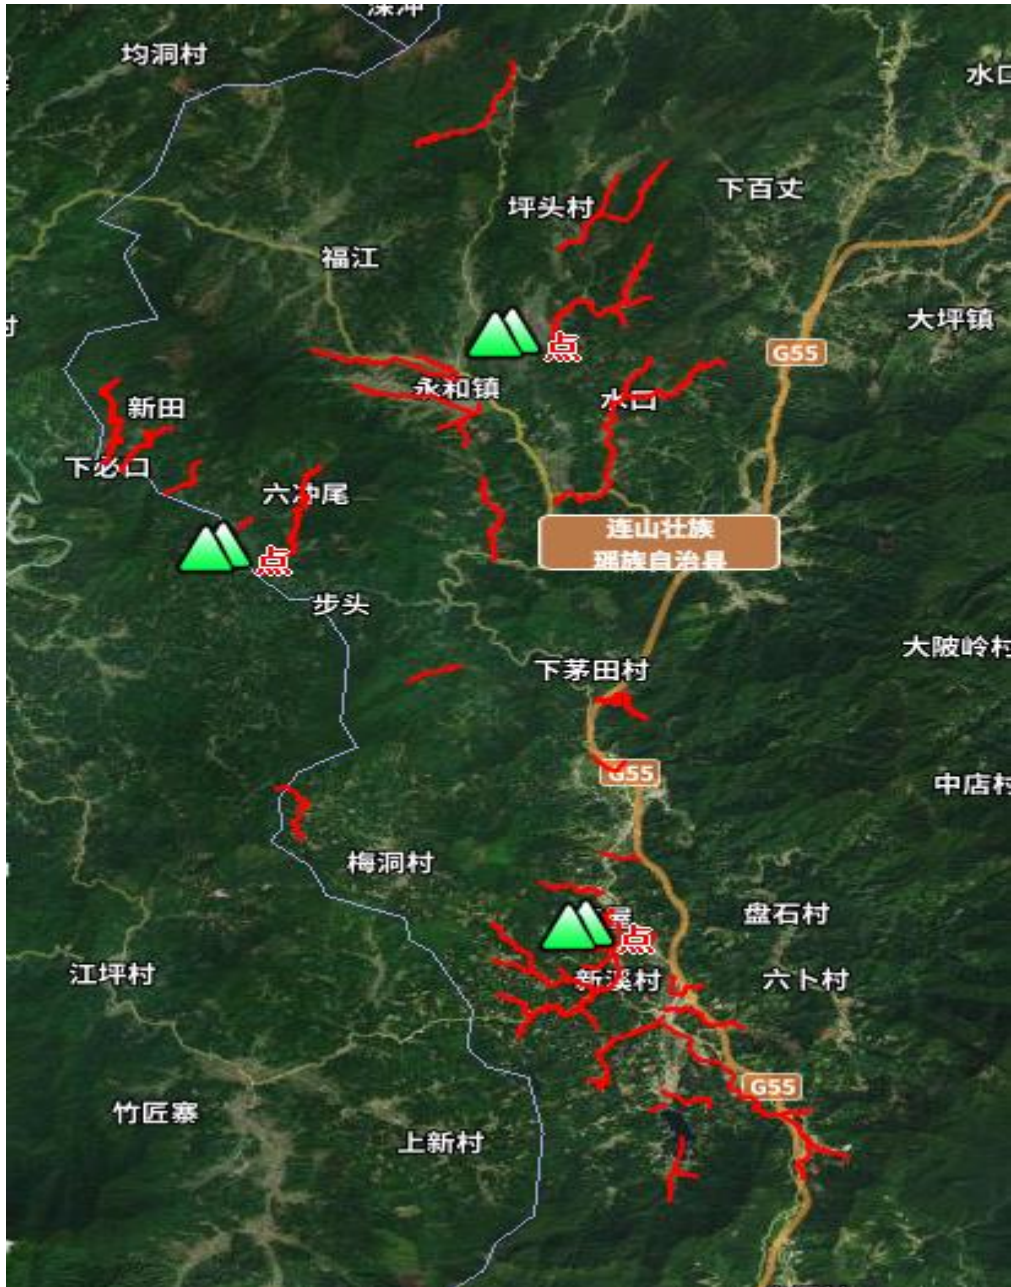 均洞村
水口
坪头村
下百丈
福江
大坪镇
G55
点
永和镇
水口
新田
下必口
六冲尾
连山壮族
瑶族自治县
点
步头
大陂岭村
下茅田村
G55
中店村
梅洞村
盘石村
点
江坪村
新溪村
六卜村
G55
竹匠寨
上新村